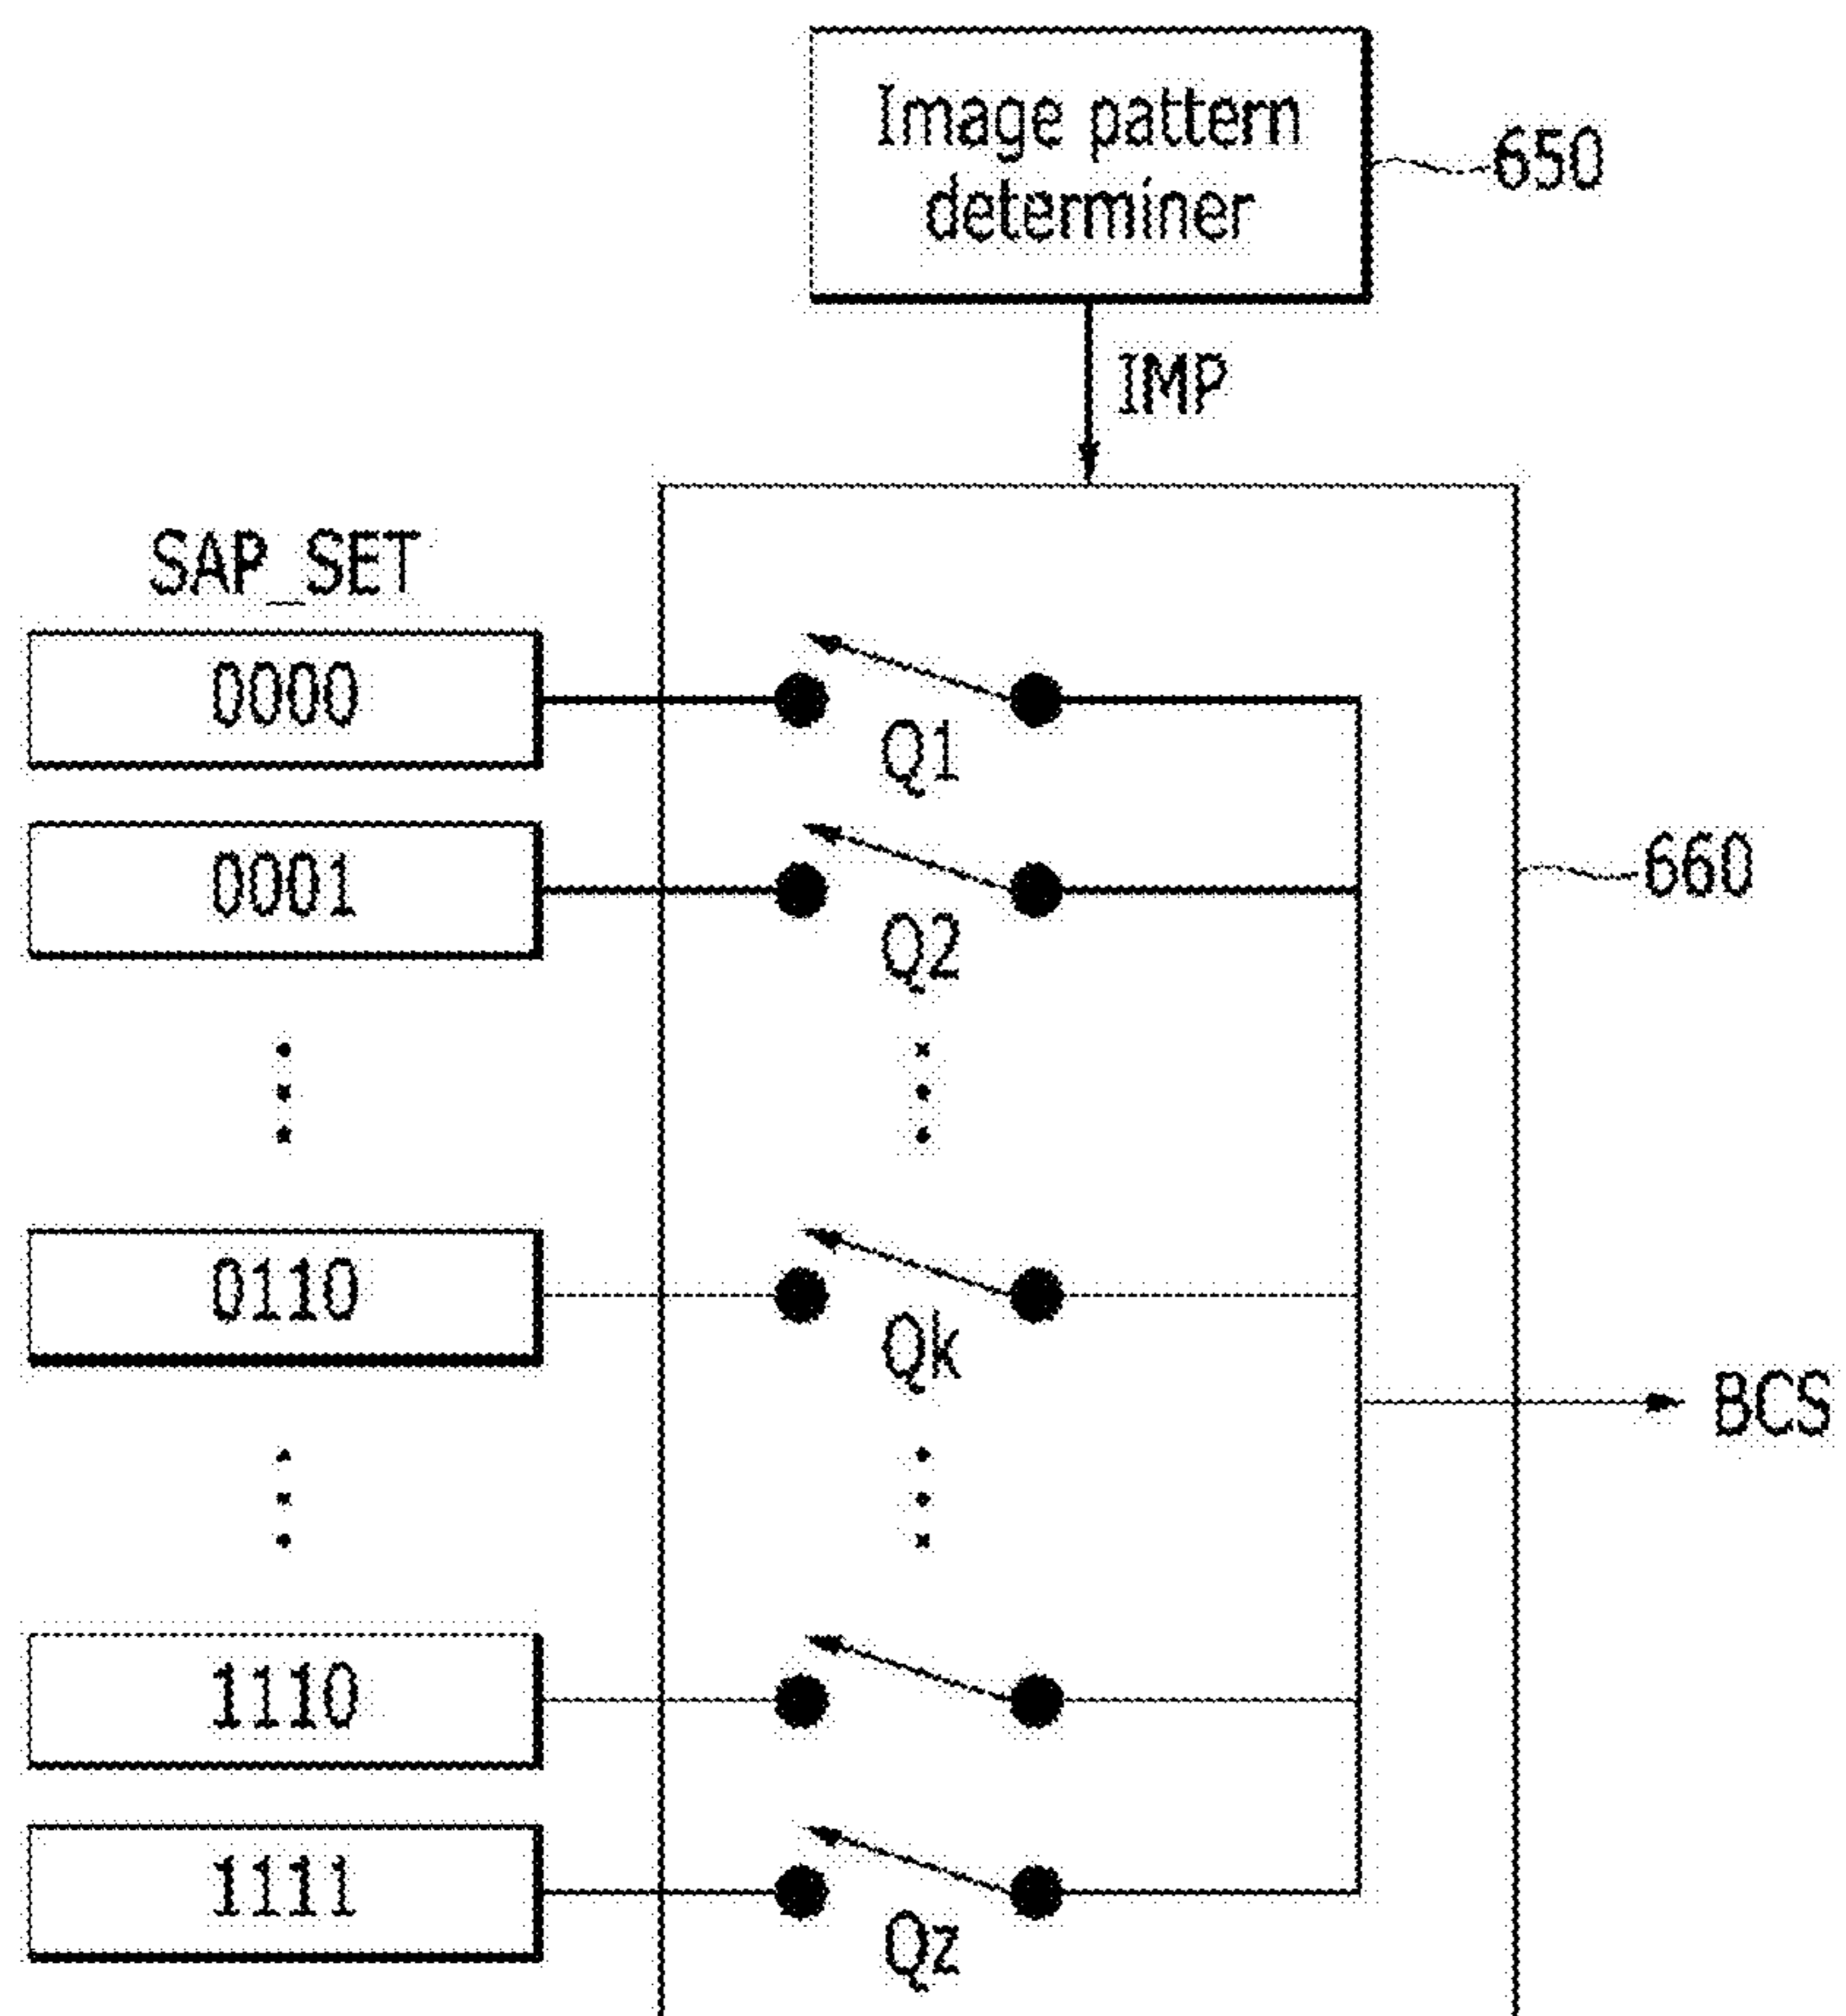 Image pattern
determiner
650
IMP
SAP_SET
0000
Q1
0001
Q2
660
0110
Qk
BCS
1110
1111
Qz